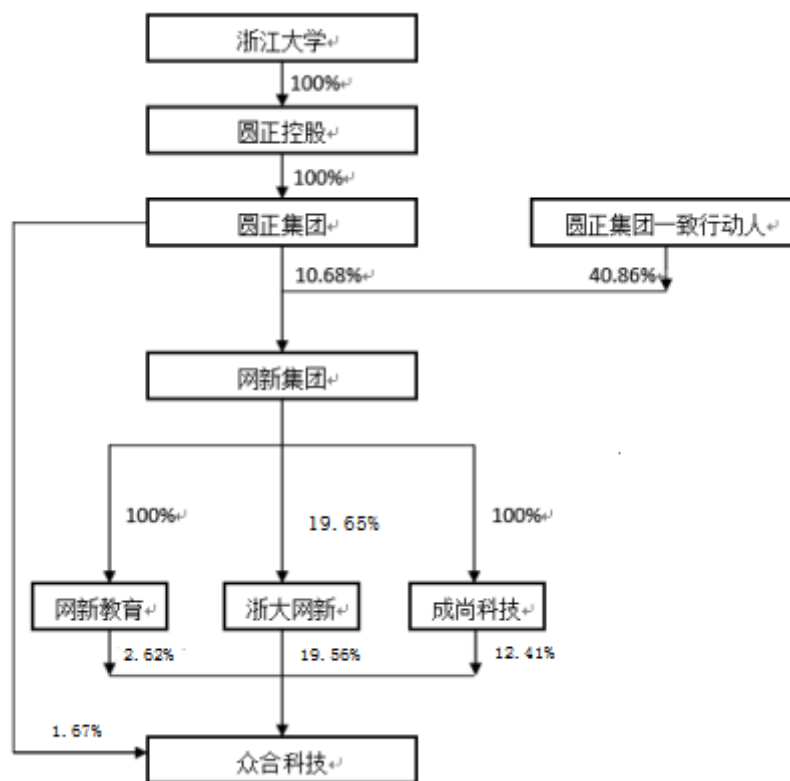 浙江大学
100%
圆正控股
100%
圆正集团
圆正集团一致行动人
10.68%
40.86%
网新集团
100%
19.65%
100%
网新教育
浙大网新
成尚科技
2.62%
19.56%
12.41%
1.67%
众合科技